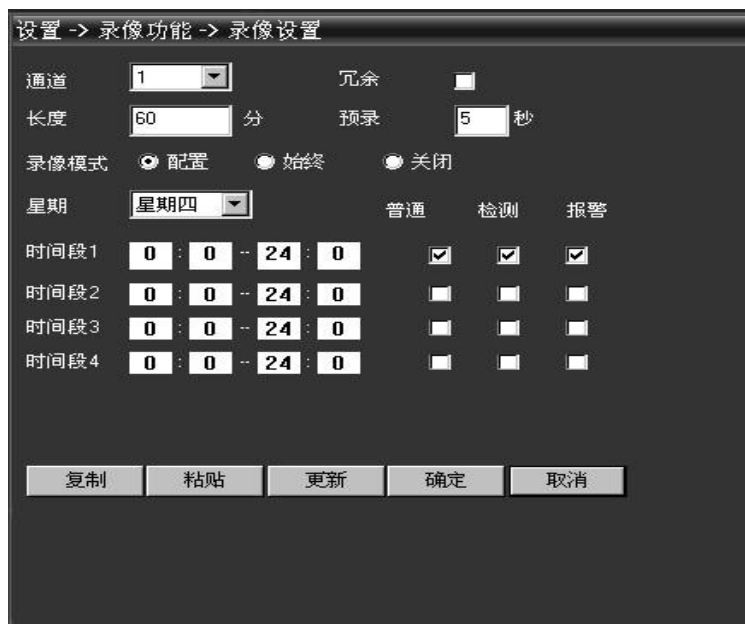 设置 -> 录像功能 -> 录像设置
通道 1 冗余
长度 60 分 预录 5 秒
录像模式 配置 始终 关闭
星期 星期四 普通 检测 报警
时间段1 0 : 0 -- 24 : 0
时间段2 0 : 0 -- 24 : 0
时间段3 0 : 0 -- 24 : 0
时间段4 0 : 0 -- 24 : 0
复制 粘贴 更新 确定 取消